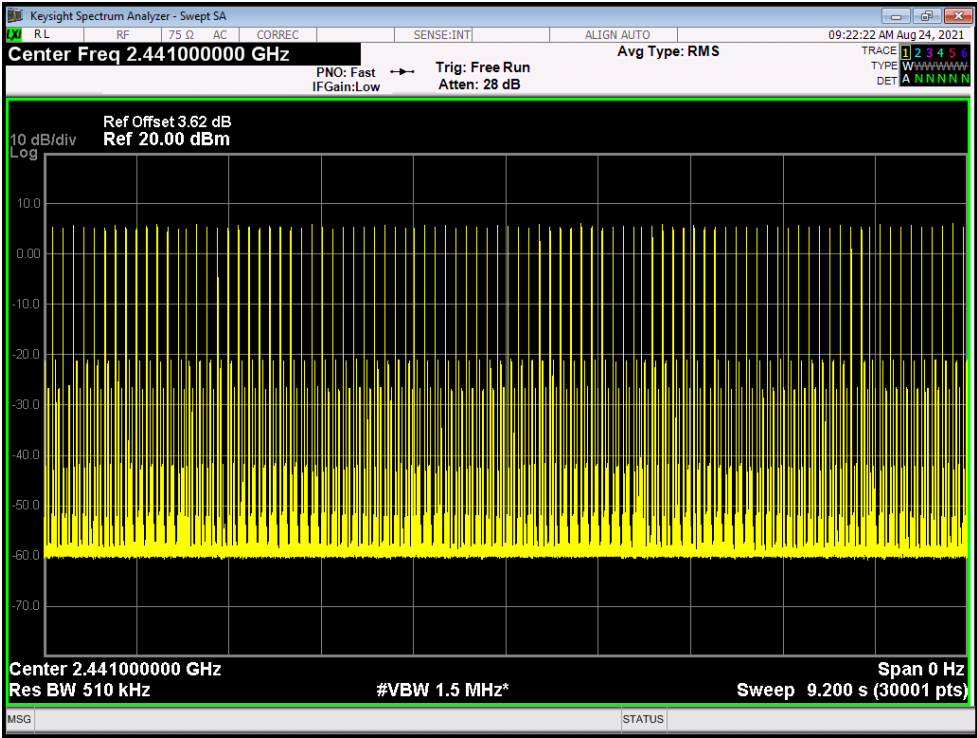 Keysight Spectrum Analyzer - Swept SA
LXI RL RF 75 Ω AC CORREC SENSE:INT ALIGN AUTO 09:22:22 AM Aug 24, 2021
Center Freq 2.441000000 GHz
PNO: Fast
IFGain:Low
Trig: Free Run
Atten: 28 dB
Avg Type: RMS
TRACE 1 2 3 4 5 6
TYPE WWWWWW
DET A N N N N N
Ref Offset 3.62 dB
10 dB/div Ref 20.00 dBm
Log
10.0
0.00
-10.0
-20.0
-30.0
-40.0
-50.0
-60.0
-70.0
Center 2.441000000 GHz Span 0 Hz
Res BW 510 kHz #VBW 1.5 MHz* Sweep 9.200 s (30001 pts)
MSG STATUS